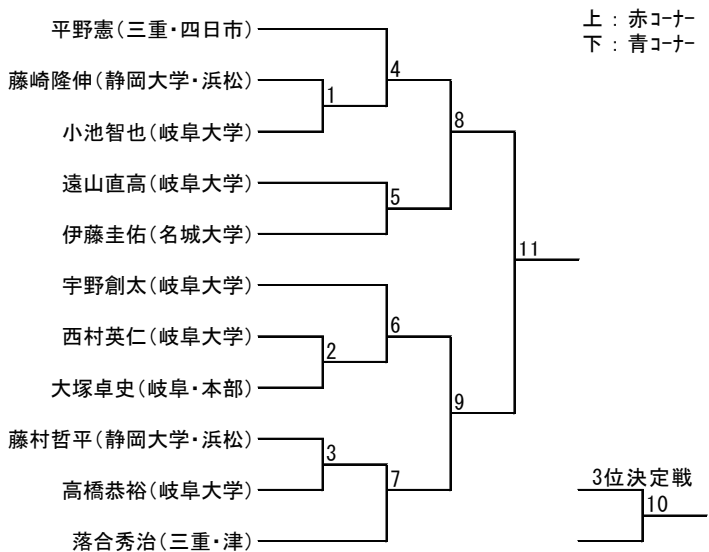 上 : 赤ｺｰﾅｰ
下 : 青ｺｰﾅｰ
平野憲(三重・四日市)
藤崎隆伸(静岡大学・浜松)
小池智也(岐阜大学)
遠山直高(岐阜大学)
伊藤圭佑(名城大学)
宇野創太(岐阜大学)
西村英仁(岐阜大学)
大塚卓史(岐阜・本部)
藤村哲平(静岡大学・浜松)
高橋恭裕(岐阜大学)
落合秀治(三重・津)
1
2
3
4
5
6
7
8
9
11
3位決定戦
10